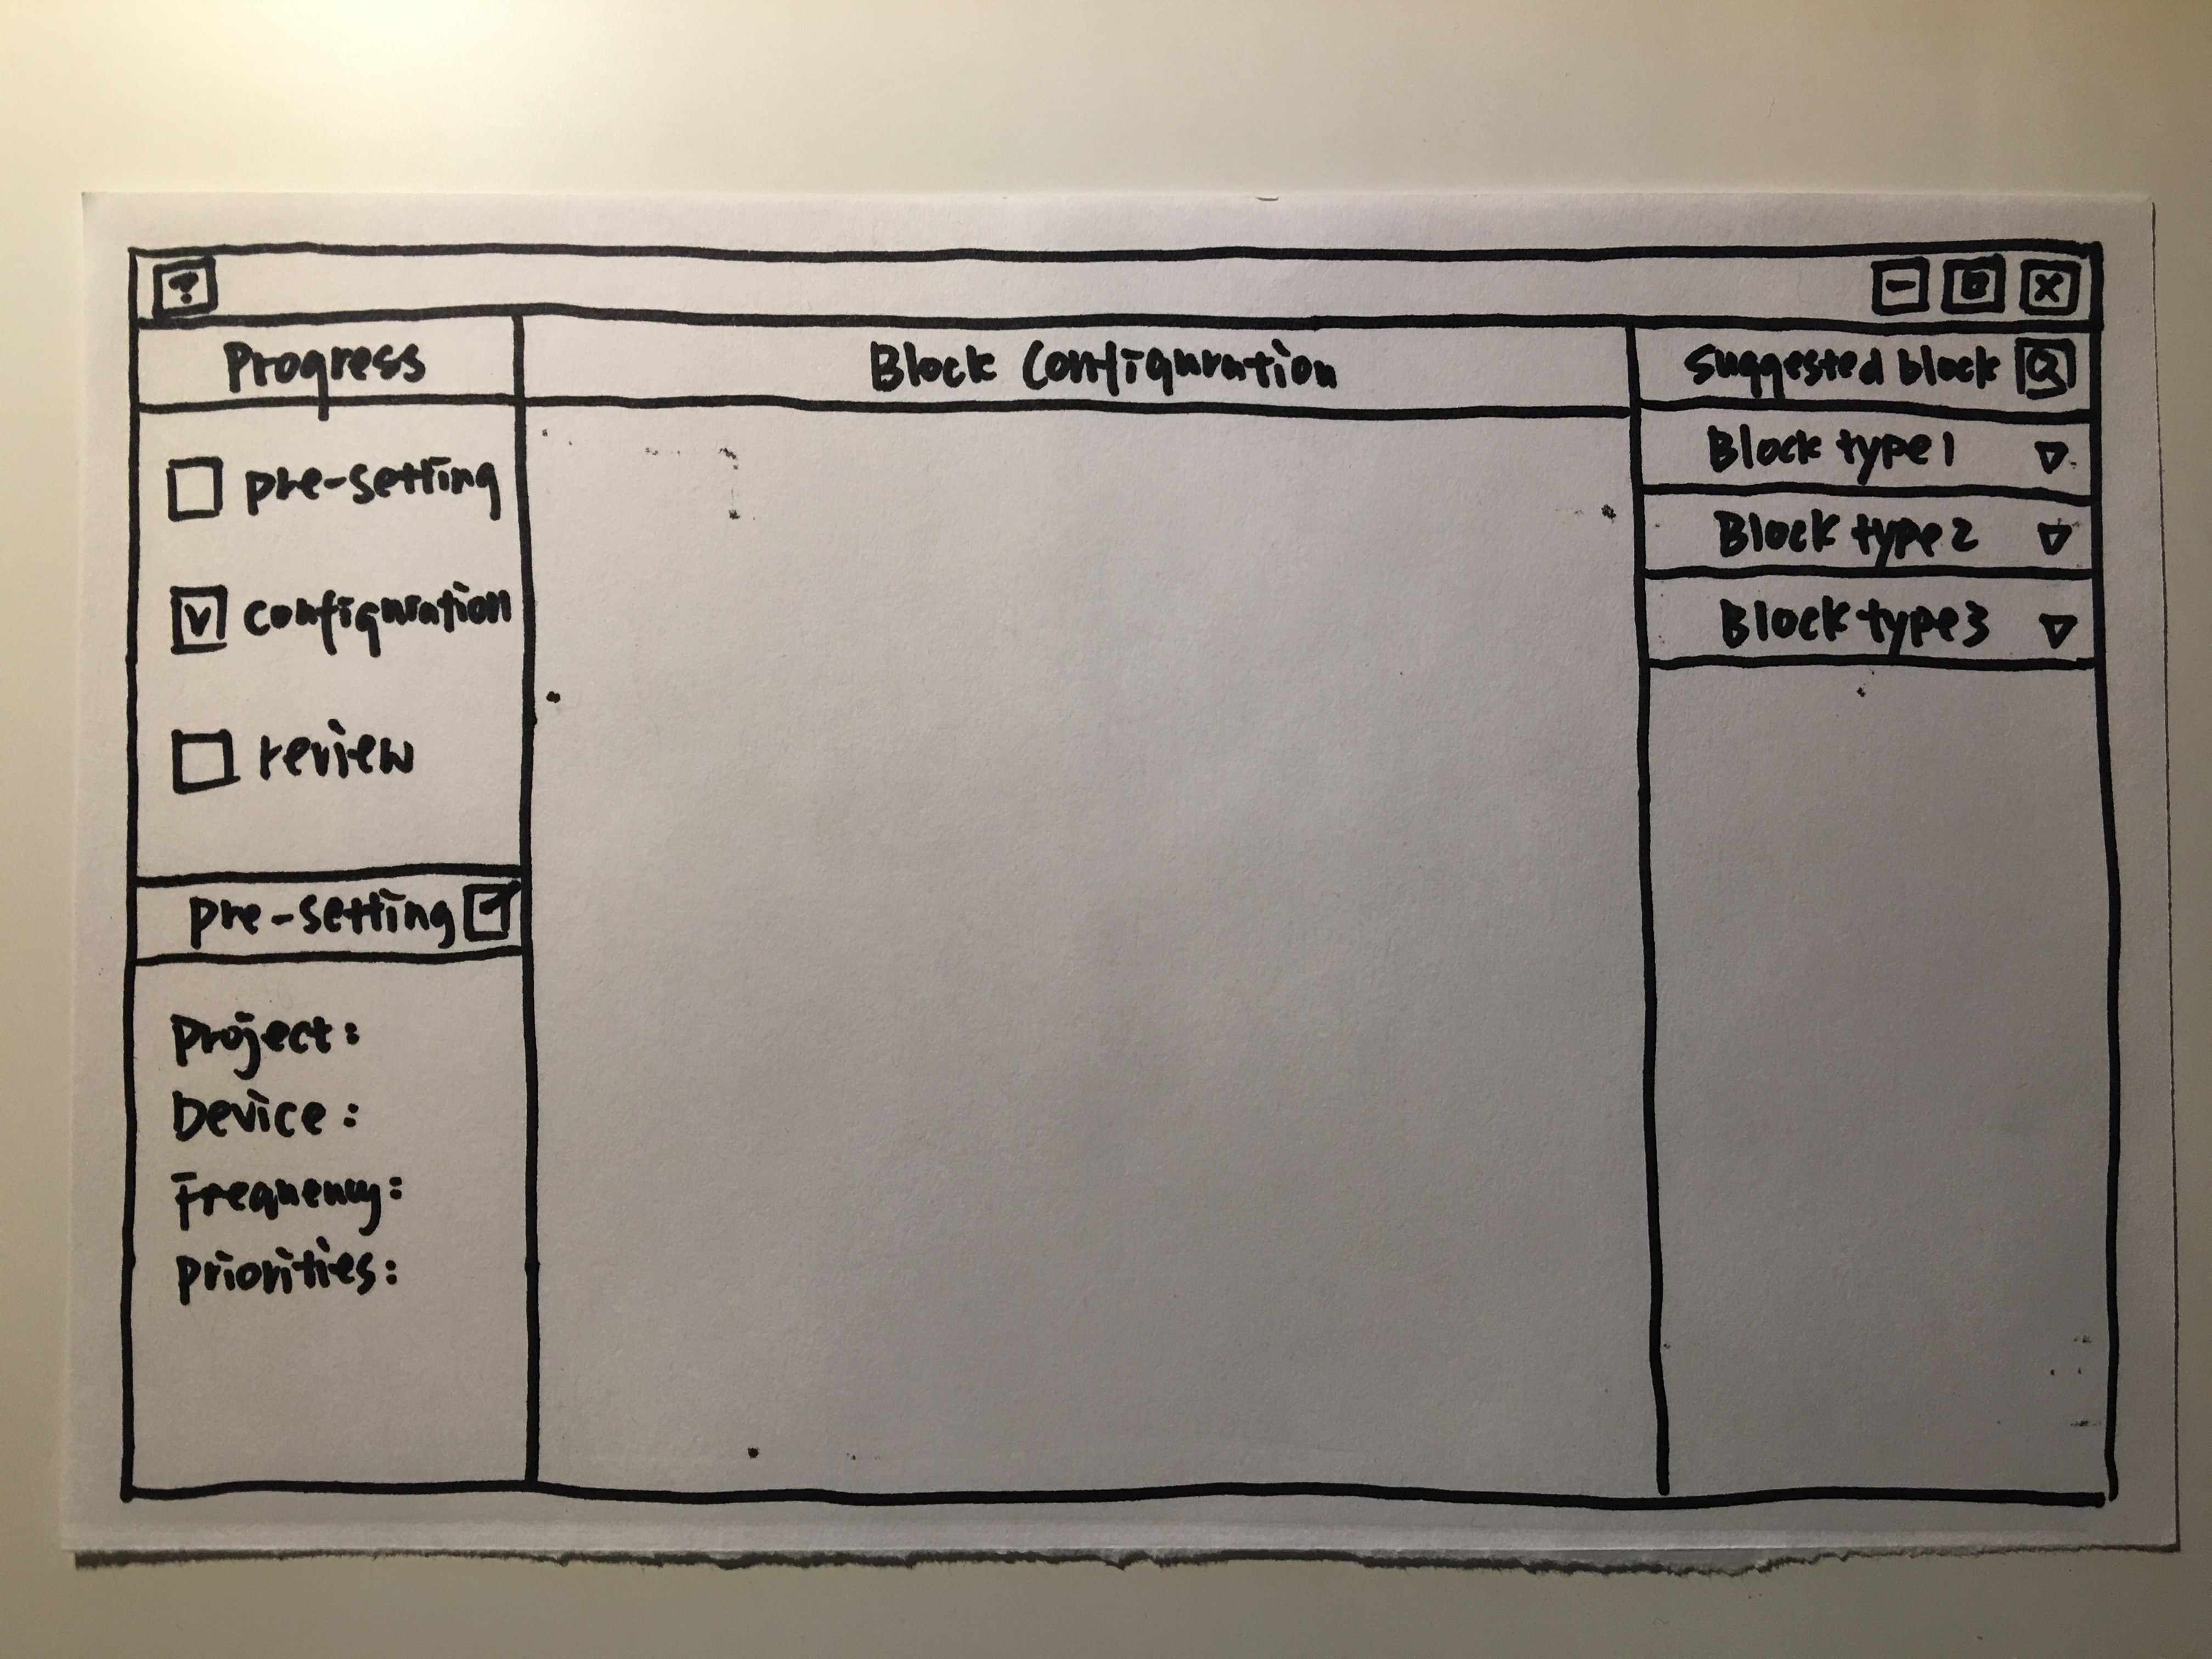 ?
Progress
Block Configuration
Suggested block
pre-setting
configuration
review
Block type 1
Block type 2
Block type 3
pre-setting
Project:
Device:
Frequency:
priorities: